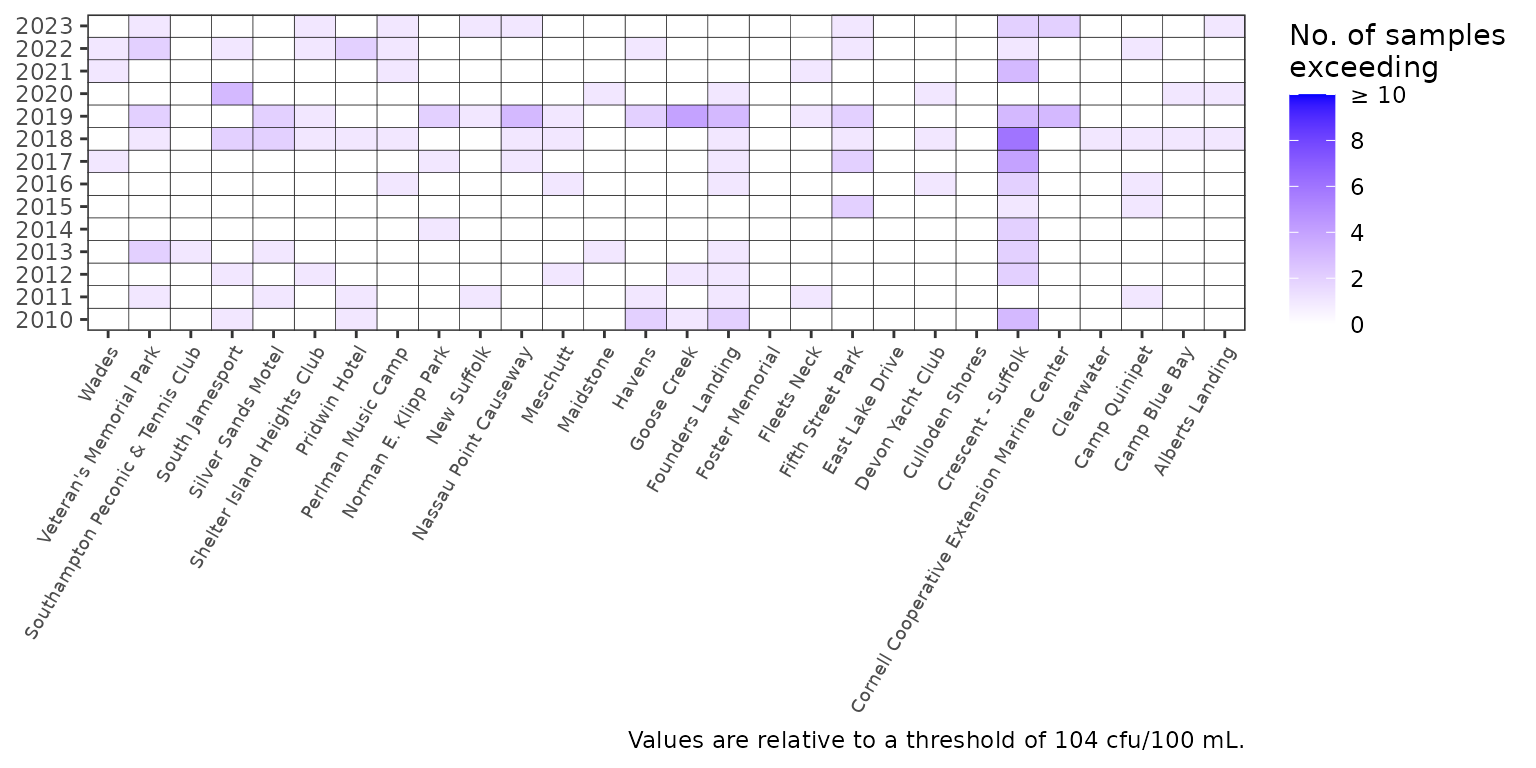 2023
2022
2021
2020
2019
2018
2017
2016
2015
2014
2013
2012
2011
2010
Wades
Veteran's Memorial Park
Southampton Peconic & Tennis Club
South Jamesport
Silver Sands Motel
Shelter Island Heights Club
Pridwin Hotel
Perlman Music Camp
Norman E. Klipp Park
New Suffolk
Nassau Point Causeway
Meschutt
Maidstone
Havens
Goose Creek
Founders Landing
Foster Memorial
Fleets Neck
Fifth Street Park
East Lake Drive
Devon Yacht Club
Culloden Shores
Crescent - Suffolk
Cornell Cooperative Extension Marine Center
Clearwater
Camp Quinipet
Camp Blue Bay
Alberts Landing
No. of samples
exceeding
≥ 10
8
6
4
2
0
Values are relative to a threshold of 104 cfu/100 mL.